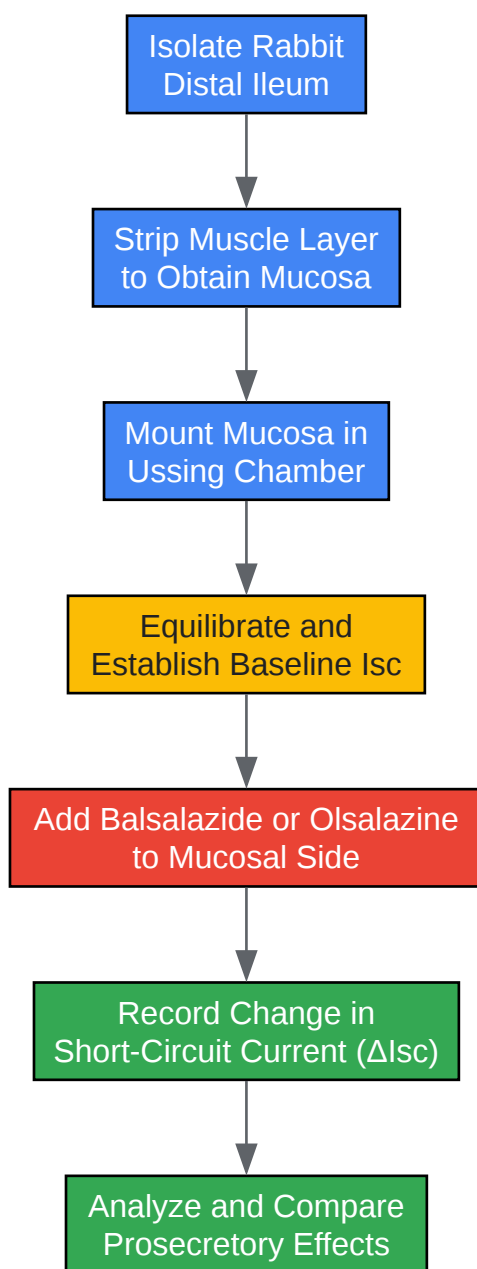 Isolate Rabbit
Distal Ileum
Strip Muscle Layer
to Obtain Mucosa
Mount Mucosa in
Ussing Chamber
Equilibrate and
Establish Baseline Isc
Add Balsalazide or Olsalazine
to Mucosal Side
Record Change in
Short-Circuit Current (ΔIsc)
Analyze and Compare
Prosecretory Effects